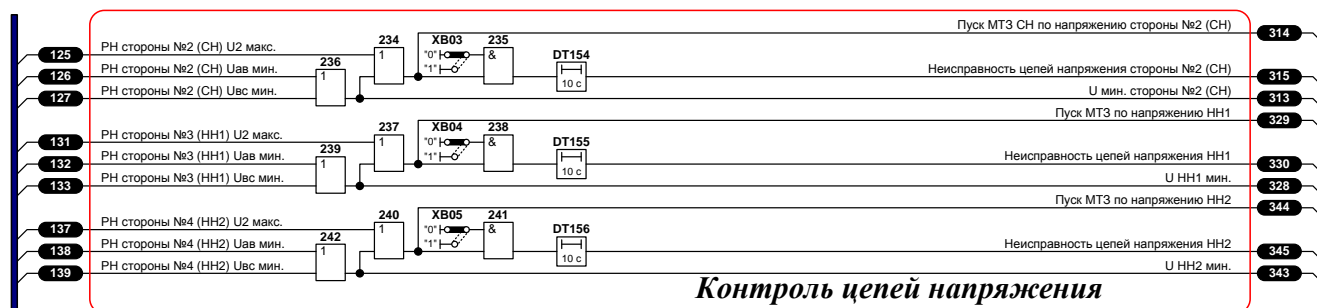 Пуск МТЗ СН по напряжению стороны №2 (СН) 314
125 РН стороны №2 (СН) U2 макс. 234 1 XB03 "0" "1" 235 & DT154 10 с
126 РН стороны №2 (СН) Uав мин. 236 1 Неисправность цепей напряжения стороны №2 (СН) 315
127 РН стороны №2 (СН) Uвс мин. U мин. стороны №2 (СН) 313
Пуск МТЗ по напряжению НН1 329
131 РН стороны №3 (НН1) U2 макс. 237 1 XB04 "0" "1" 238 & DT155 10 с
132 РН стороны №3 (НН1) Uав мин. 239 1 Неисправность цепей напряжения НН1 330
133 РН стороны №3 (НН1) Uвс мин. U НН1 мин. 328
Пуск МТЗ по напряжению НН2 344
137 РН стороны №4 (НН2) U2 макс. 240 1 XB05 "0" "1" 241 & DT156 10 с
138 РН стороны №4 (НН2) Uав мин. 242 1 Неисправность цепей напряжения НН2 345
139 РН стороны №4 (НН2) Uвс мин. U НН2 мин. 343
Контроль цепей напряжения